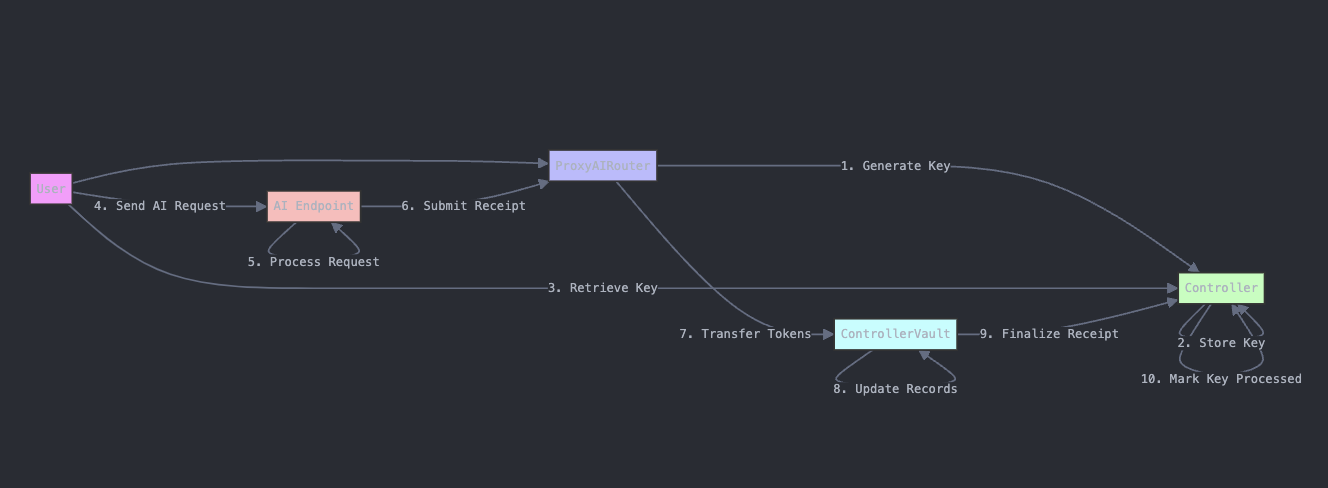 ProxyAIRouter
1. Generate Key
User
4. Send AI Request
AI Endpoint
6. Submit Receipt
5. Process Request
3. Retrieve Key
Controller
7. Transfer Tokens
ControllerVault
9. Finalize Receipt
2. Store Key
10. Mark Key Processed
8. Update Records